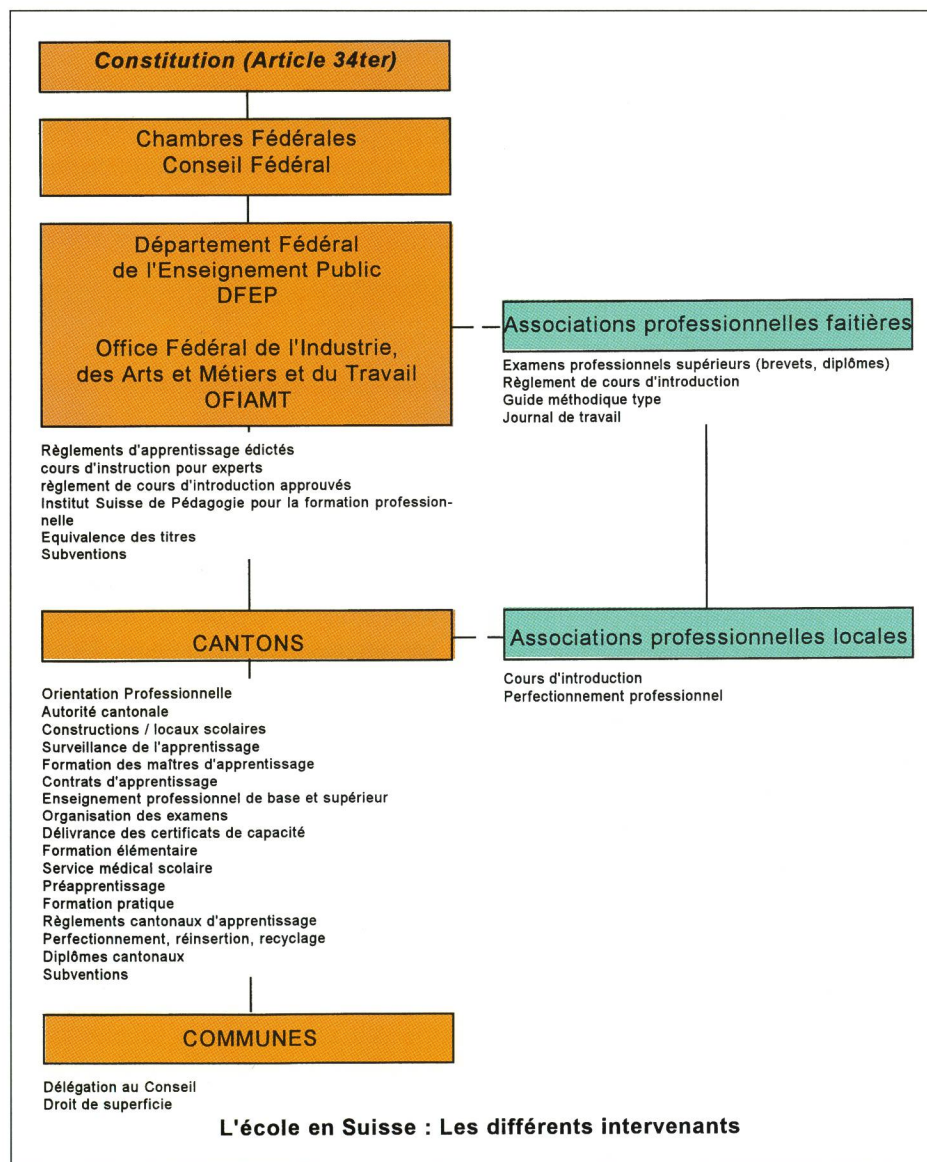 Constitution (Article 34ter)
Chambres Fédérales
Conseil Fédéral
Département Fédéral
de l'Enseignement Public
DFEP
Office Fédéral de l'Industrie,
des Arts et Métiers et du Travail
OFIAMT
Associations professionnelles faitières
Examens professionnels supérieurs (brevets, diplômes)
Règlement de cours d'introduction
Guide méthodique type
Journal de travail
Règlements d'apprentissage édictés
cours d'instruction pour experts
règlement de cours d'introduction approuvés
Institut Suisse de Pédagogie pour la formation profession-
nelle
Equivalence des titres
Subventions
CANTONS
Associations professionnelles locales
Cours d'introduction
Perfectionnement professionnel
Orientation Professionnelle
Autorité cantonale
Constructions / locaux scolaires
Surveillance de l'apprentissage
Formation des maîtres d'apprentissage
Contrats d'apprentissage
Enseignement professionnel de base et supérieur
Organisation des examens
Délivrance des certificats de capacité
Formation élémentaire
Service médical scolaire
Préapprentissage
Formation pratique
Règlements cantonaux d'apprentissage
Perfectionnement, réinsertion, recyclage
Diplômes cantonaux
Subventions
COMMUNES
Délégation au Conseil
Droit de superficie
L'école en Suisse : Les différents intervenants